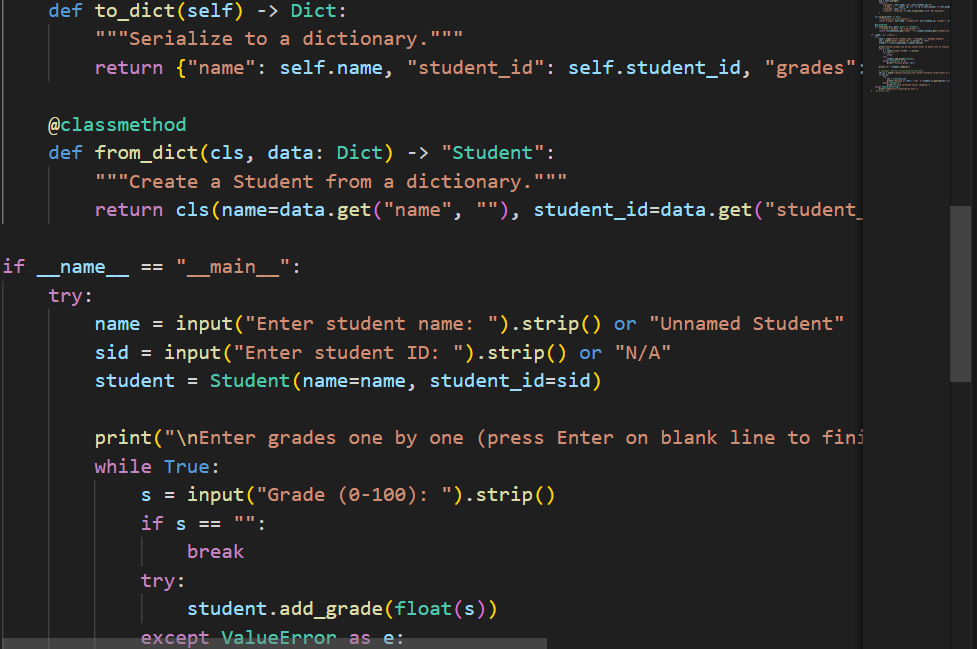 def to_dict(self) -> Dict:
        """Serialize to a dictionary."""
        return {"name": self.name, "student_id": self.student_id, "grades":

    @classmethod
    def from_dict(cls, data: Dict) -> "Student":
        """Create a Student from a dictionary."""
        return cls(name=data.get("name", ""), student_id=data.get("student_

if __name__ == "__main__":
    try:
        name = input("Enter student name: ").strip() or "Unnamed Student"
        sid = input("Enter student ID: ").strip() or "N/A"
        student = Student(name=name, student_id=sid)

        print("\nEnter grades one by one (press Enter on blank line to fini
        while True:
            s = input("Grade (0-100): ").strip()
            if s == "":
                break
            try:
                student.add_grade(float(s))
            except ValueError as e: